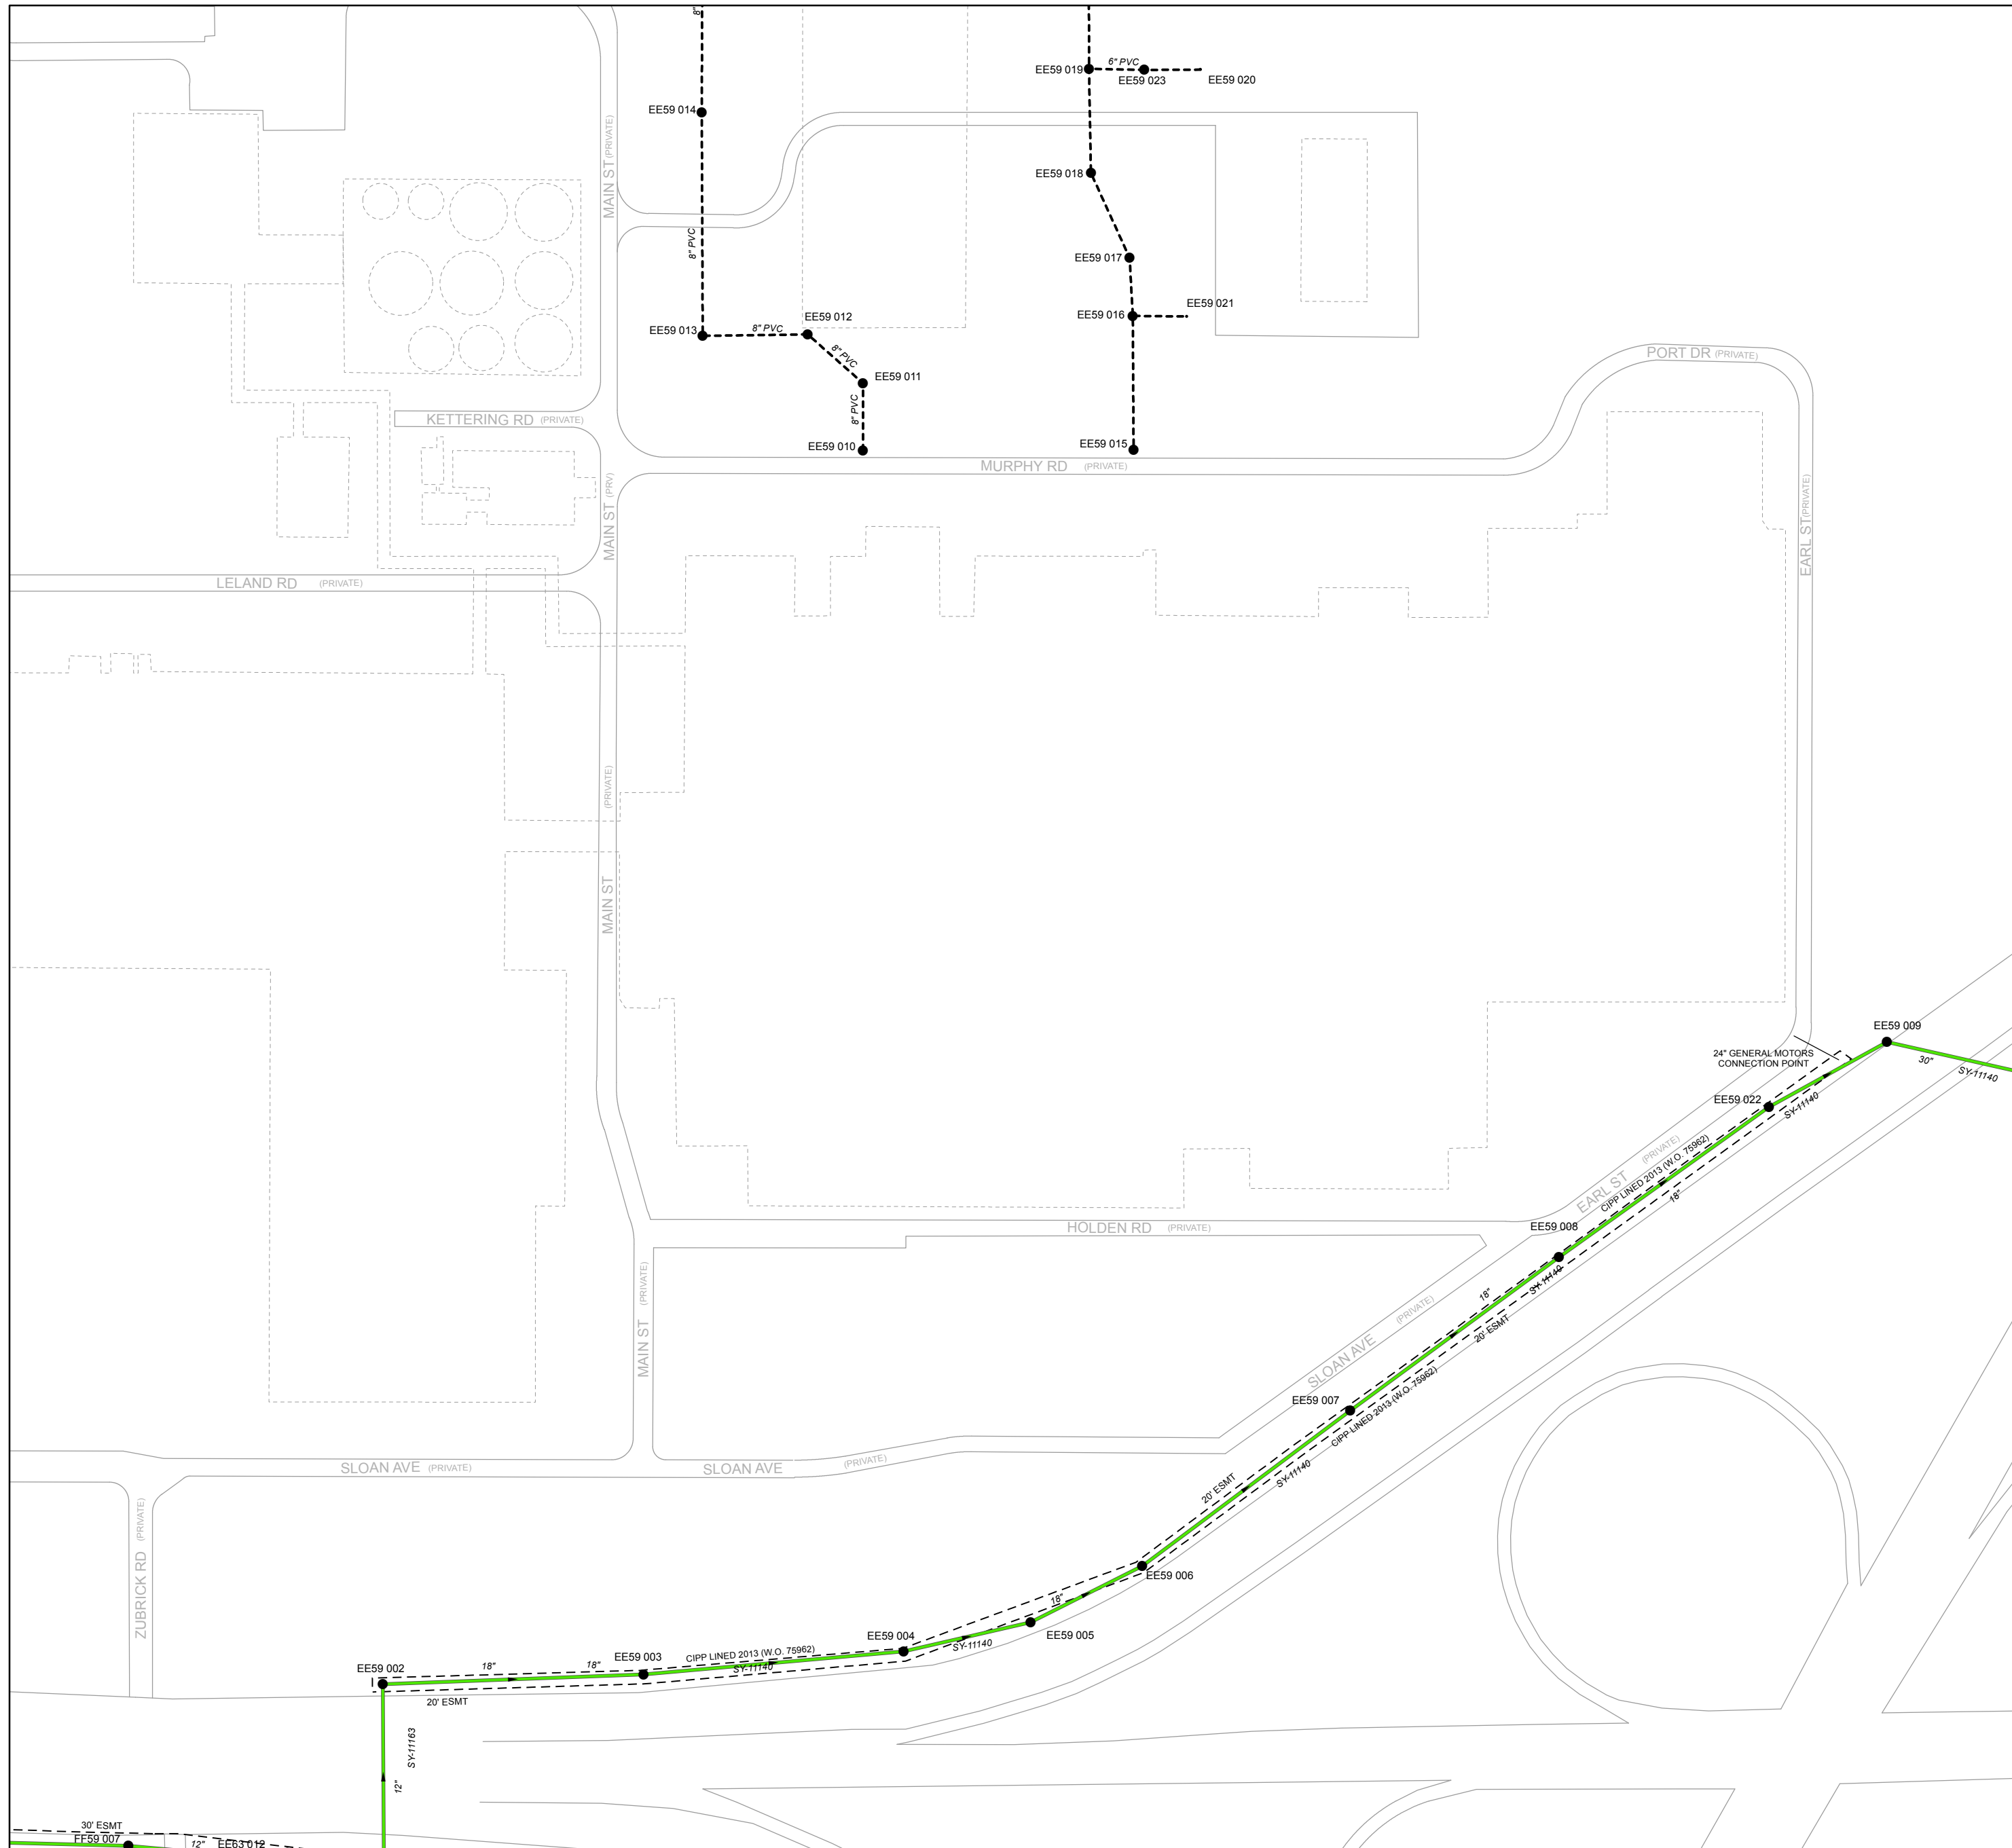 8"
EE59 019
6" PVC
EE59 023
EE59 020
EE59 014
MAIN ST (PRIVATE)
EE59 018
8" PVC
EE59 017
EE59 021
EE59 016
EE59 012
EE59 013
8" PVC
8" PVC
EE59 011
PORT DR (PRIVATE)
KETTERING RD (PRIVATE)
8" PVC
EE59 010
EE59 015
MURPHY RD (PRIVATE)
MAIN ST (PRV)
EARL ST (PRIVATE)
LELAND RD (PRIVATE)
(PRIVATE)
MAIN ST
EE59 009
24" GENERAL MOTORS
CONNECTION POINT
30"
SY-11140
EE59 022
SY-11140
CIPP LINED 2013 (W.O. 75962)
EARL ST (PRIVATE)
18"
HOLDEN RD (PRIVATE)
EE59 008
MAIN ST (PRIVATE)
SY-11140
18"
20' ESMT
SLOAN AVE (PRIVATE)
EE59 007
CIPP LINED 2013 (W.O. 75962)
SLOAN AVE (PRIVATE)
SLOAN AVE (PRIVATE)
20' ESMT
SY-11140
ZUBRICK RD (PRIVATE)
EE59 006
18"
EE59 005
EE59 004
SY-11140
CIPP LINED 2013 (W.O. 75962)
EE59 003
SY-11140
EE59 002
18"
18"
20' ESMT
SY-11163
12"
30' ESMT
FF59 007
12"
EE63 012